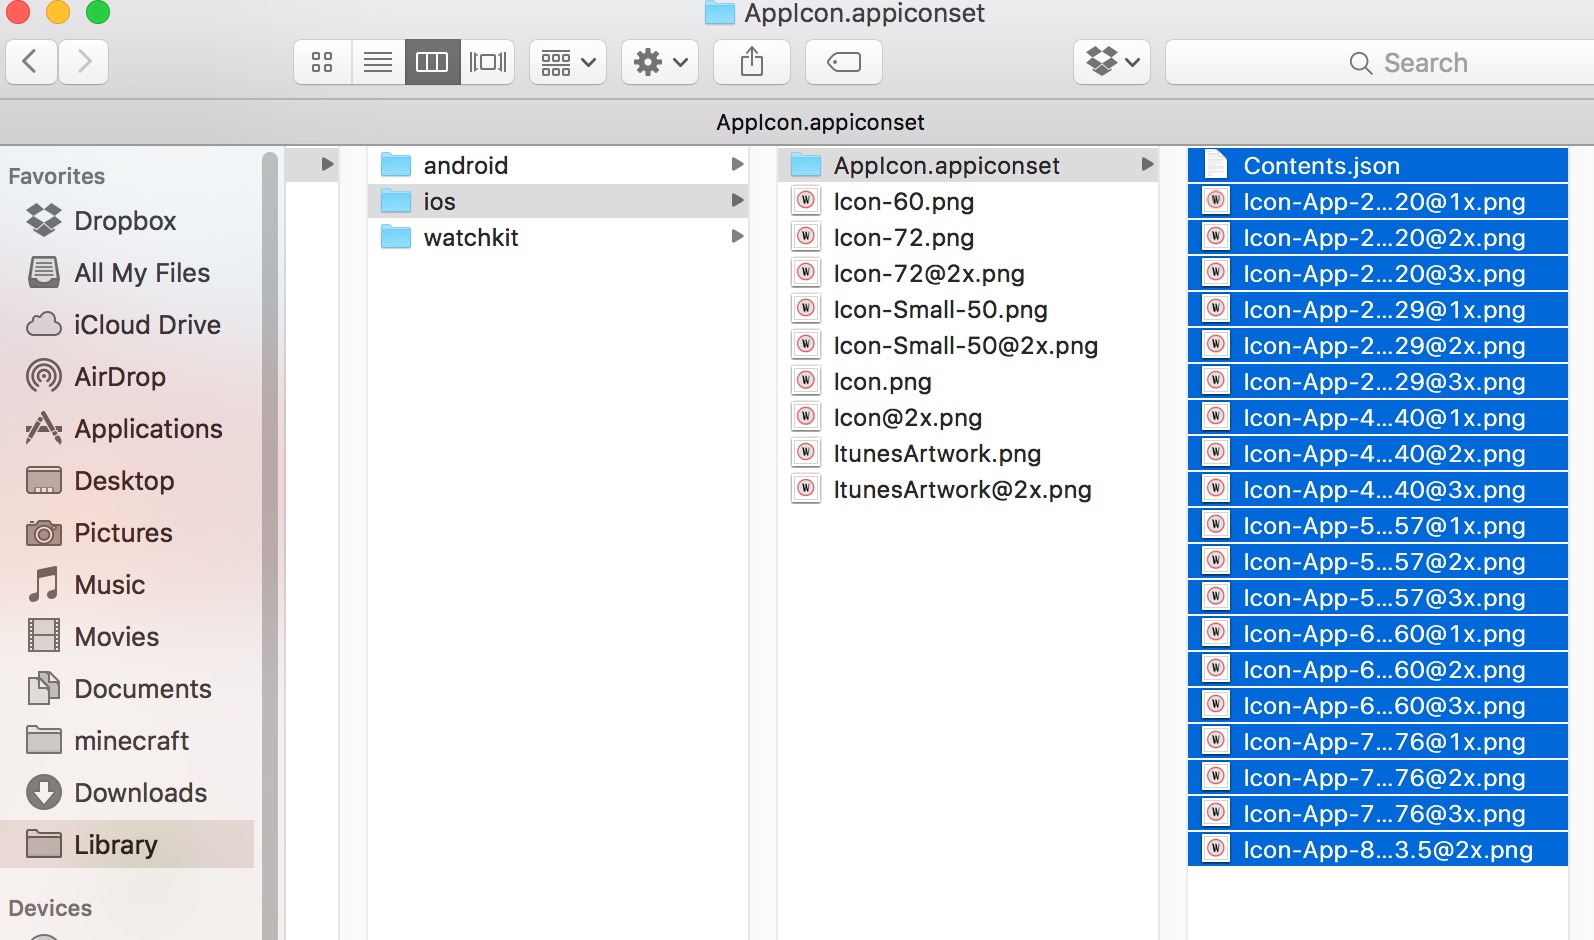 AppIcon.appiconset
Search
AppIcon.appiconset
Favorites
Dropbox
All My Files
iCloud Drive
AirDrop
Applications
Desktop
Pictures
Music
Movies
Documents
minecraft
Downloads
Library
Devices
android
ios
watchkit
AppIcon.appiconset
Icon-60.png
Icon-72.png
Icon-72@2x.png
Icon-Small-50.png
Icon-Small-50@2x.png
Icon.png
Icon@2x.png
ItunesArtwork.png
ItunesArtwork@2x.png
Contents.json
Icon-App-2...20@1x.png
Icon-App-2...20@2x.png
Icon-App-2...20@3x.png
Icon-App-2...29@1x.png
Icon-App-2...29@2x.png
Icon-App-2...29@3x.png
Icon-App-4...40@1x.png
Icon-App-4...40@2x.png
Icon-App-4...40@3x.png
Icon-App-5...57@1x.png
Icon-App-5...57@2x.png
Icon-App-5...57@3x.png
Icon-App-6...60@1x.png
Icon-App-6...60@2x.png
Icon-App-6...60@3x.png
Icon-App-7...76@1x.png
Icon-App-7...76@2x.png
Icon-App-7...76@3x.png
Icon-App-8...3.5@2x.png